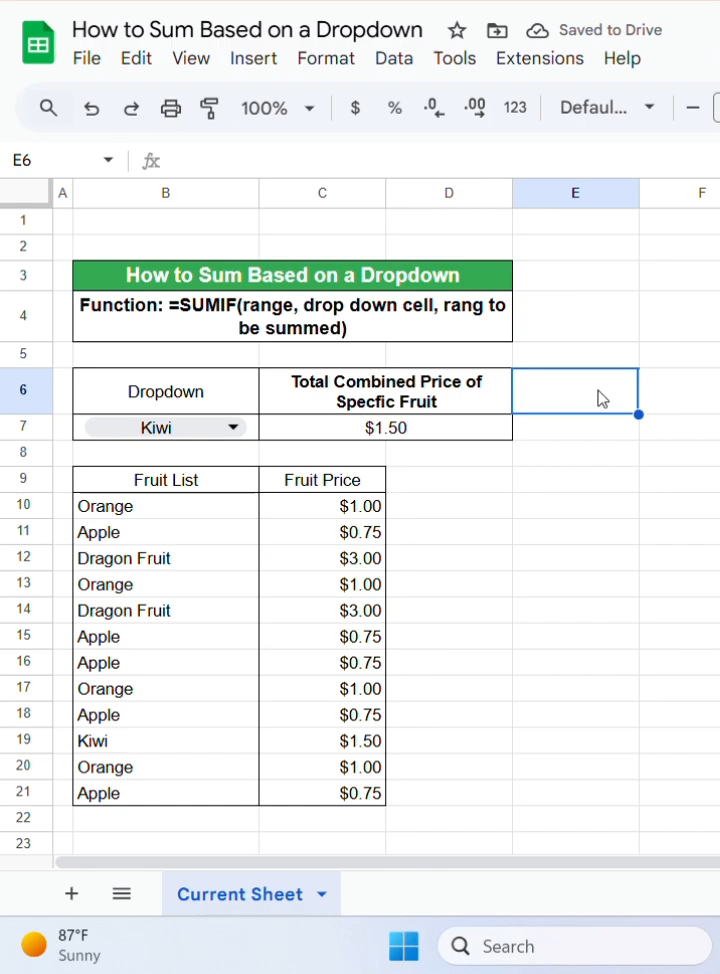 How to Sum Based on a Dropdown Saved to Drive
File Edit View Insert Format Data Tools Extensions Help
100% $ % .0 .00 123 Defaul...
E6 fx
A B C D E F
1
2
3 How to Sum Based on a Dropdown
4 Function: =SUMIF(range, drop down cell, rang to
be summed)
5
6 Dropdown Total Combined Price of
Specfic Fruit
7 Kiwi $1.50
8
9 Fruit List Fruit Price
10 Orange $1.00
11 Apple $0.75
12 Dragon Fruit $3.00
13 Orange $1.00
14 Dragon Fruit $3.00
15 Apple $0.75
16 Apple $0.75
17 Orange $1.00
18 Apple $0.75
19 Kiwi $1.50
20 Orange $1.00
21 Apple $0.75
22
23
Current Sheet
87°F
Sunny
Search